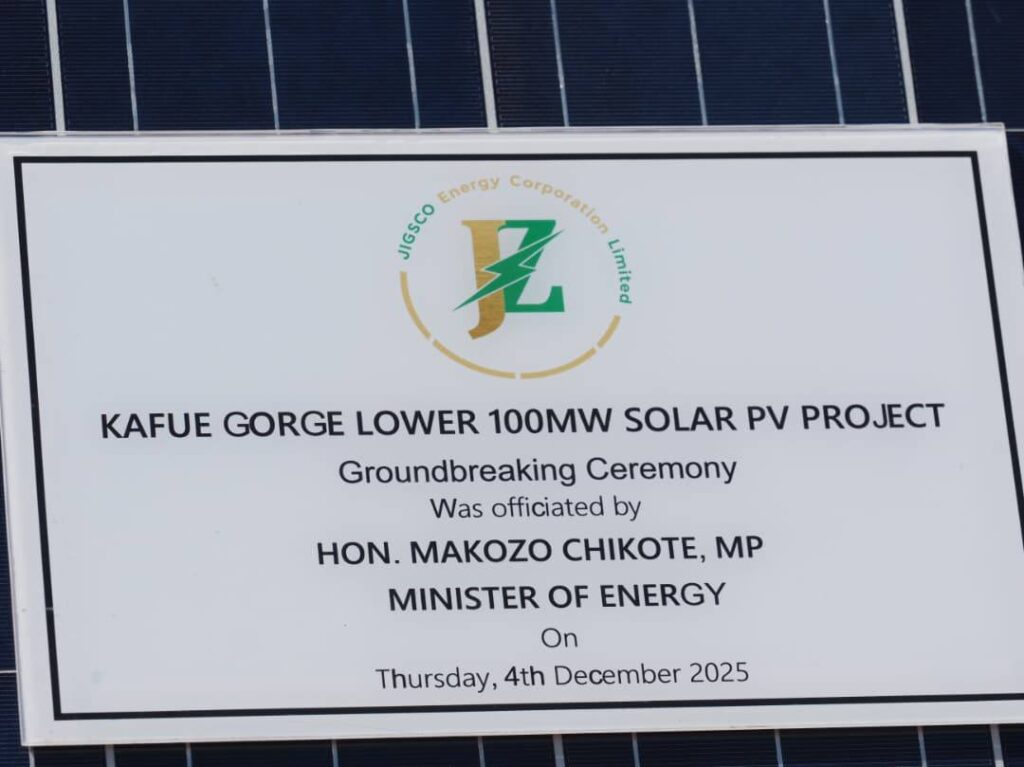 JIGSCO Energy Corporation Limited
JZ
KAFUE GORGE LOWER 100MW SOLAR PV PROJECT
Groundbreaking Ceremony
Was officiated by
HON. MAKOZO CHIKOTE, MP
MINISTER OF ENERGY
On
Thursday, 4th December 2025